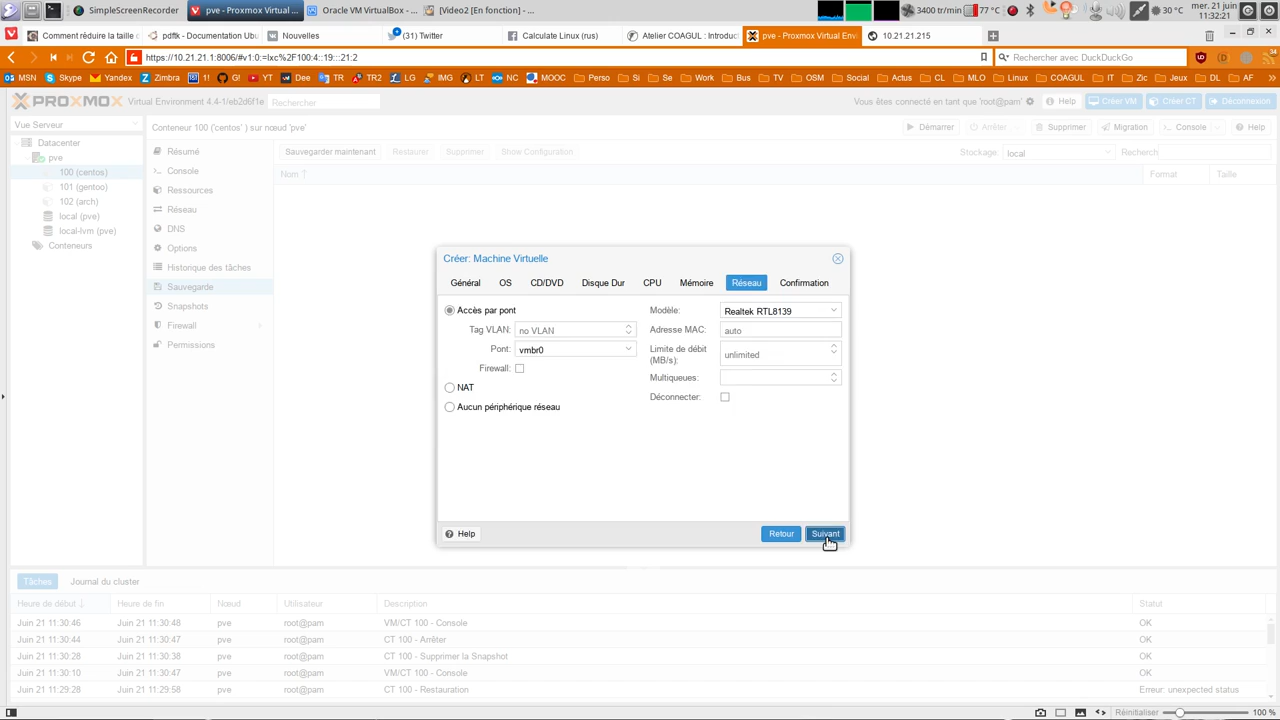 SimpleScreenRecorder
pve - Proxmox Virtual ...
Oracle VM VirtualBox - ...
[Video2 [En fonction] - ...
3400 tr/min
77 °C
30 °C
mer. 21 juin
11:32:21
Comment réduire la taille d
pdftk - Documentation Ubu
Nouvelles
(31) Twitter
Calculate Linux (rus)
Atelier COAGUL : Introduct
pve - Proxmox Virtual Envi
10.21.21.215
https://10.21.21.1:8006/#v1:0:=lxc%2F100:4::19:::21:2
Rechercher avec DuckDuckGo
34
MSN
Skype
Yandex
Zimbra
1!
G!
YT
Dee
TR
TR2
LG
IMG
LT
NC
MOOC
Perso
Si
Se
Work
Bus
TV
OSM
Social
Actus
CL
MLO
Linux
COAGUL
IT
Zic
Jeux
DL
AF
PROXMOX
Virtual Environment 4.4-1/eb2d6f1e
Rechercher
Vous êtes connecté en tant que 'root@pam'
Help
Créer VM
Créer CT
Déconnexion
Vue Serveur
Conteneur 100 ('centos' ) sur nœud 'pve'
Démarrer
Arrêter
Supprimer
Migration
Console
Help
Datacenter
pve
100 (centos)
101 (gentoo)
102 (arch)
local (pve)
local-lvm (pve)
Conteneurs
Résumé
Console
Ressources
Réseau
DNS
Options
Historique des tâches
Sauvegarde
Snapshots
Firewall
Permissions
Sauvegarder maintenant
Restaurer
Supprimer
Show Configuration
Stockage:
local
Recherch
Nom ↑
Format
Taille
Créer: Machine Virtuelle
Général
OS
CD/DVD
Disque Dur
CPU
Mémoire
Réseau
Confirmation
Accès par pont
Tag VLAN:
no VLAN
Pont:
vmbr0
Firewall:
NAT
Aucun périphérique réseau
Modèle:
Realtek RTL8139
Adresse MAC:
auto
Limite de débit
(MB/s):
unlimited
Multiqueues:
Déconnecter:
Help
Retour
Suivant
Tâches
Journal du cluster
Heure de début ↓ Heure de fin Nœud Utilisateur Description Statut
Juin 21 11:30:46 Juin 21 11:30:48 pve root@pam VM/CT 100 - Console OK
Juin 21 11:30:44 Juin 21 11:30:47 pve root@pam CT 100 - Arrêter OK
Juin 21 11:30:28 Juin 21 11:30:38 pve root@pam CT 100 - Supprimer la Snapshot OK
Juin 21 11:30:10 Juin 21 11:30:47 pve root@pam VM/CT 100 - Console OK
Juin 21 11:29:28 Juin 21 11:29:58 pve root@pam CT 100 - Restauration Erreur: unexpected status
Réinitialiser
100 %